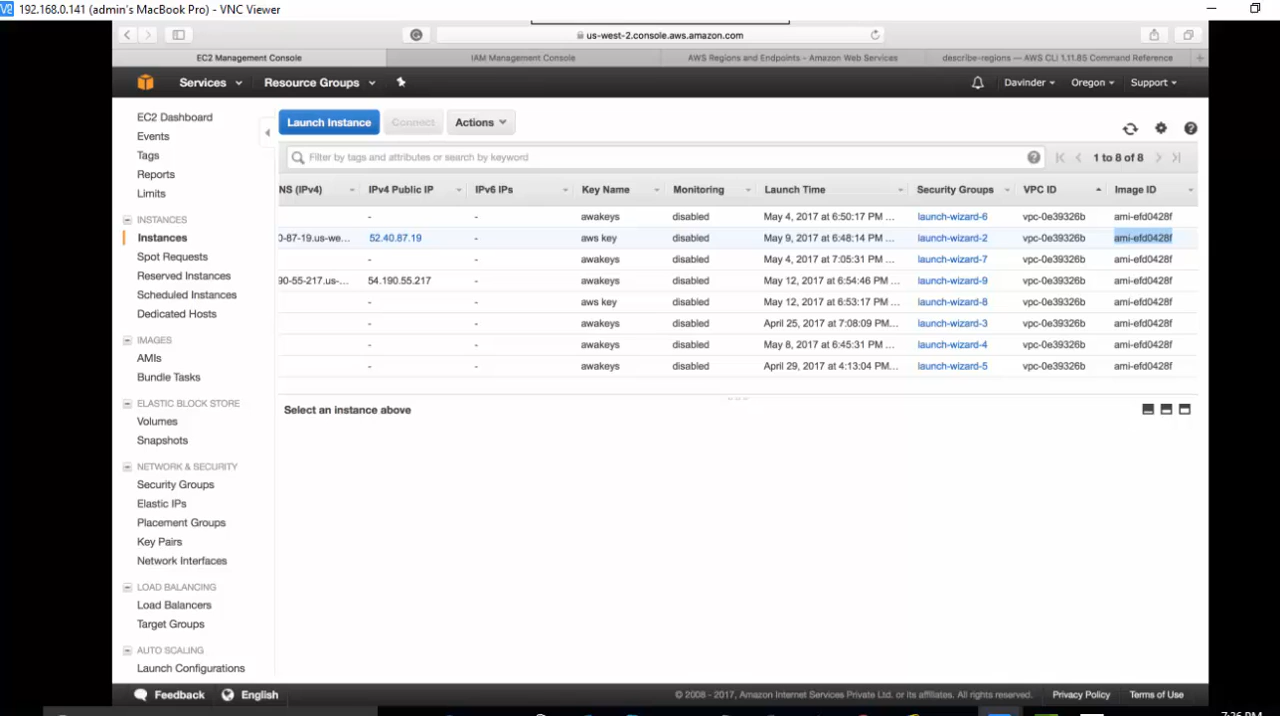 192.168.0.141 (admin's MacBook Pro) - VNC Viewer
us-west-2.console.aws.amazon.com
EC2 Management Console IAM Management Console AWS Regions and Endpoints - Amazon Web Services describe-regions — AWS CLI 1.11.85 Command Reference
Services Resource Groups Davinder Oregon Support
EC2 Dashboard
Events
Tags
Reports
Limits
INSTANCES
Instances
Spot Requests
Reserved Instances
Scheduled Instances
Dedicated Hosts
IMAGES
AMIs
Bundle Tasks
ELASTIC BLOCK STORE
Volumes
Snapshots
NETWORK & SECURITY
Security Groups
Elastic IPs
Placement Groups
Key Pairs
Network Interfaces
LOAD BALANCING
Load Balancers
Target Groups
AUTO SCALING
Launch Configurations
Launch Instance Connect Actions
Filter by tags and attributes or search by keyword 1 to 8 of 8
NS (IPv4) IPv4 Public IP IPv6 IPs Key Name Monitoring Launch Time Security Groups VPC ID Image ID
- - awakeys disabled May 4, 2017 at 6:50:17 PM ... launch-wizard-6 vpc-0e39326b ami-efd0428f
0-87-19.us-we... 52.40.87.19 - aws key disabled May 9, 2017 at 6:48:14 PM ... launch-wizard-2 vpc-0e39326b ami-efd0428f
- - awakeys disabled May 4, 2017 at 7:05:31 PM ... launch-wizard-7 vpc-0e39326b ami-efd0428f
90-55-217.us-... 54.190.55.217 - awakeys disabled May 12, 2017 at 6:54:46 PM ... launch-wizard-9 vpc-0e39326b ami-efd0428f
- - aws key disabled May 12, 2017 at 6:53:17 PM ... launch-wizard-8 vpc-0e39326b ami-efd0428f
- - awakeys disabled April 25, 2017 at 7:08:09 PM... launch-wizard-3 vpc-0e39326b ami-efd0428f
- - awakeys disabled May 8, 2017 at 6:45:31 PM ... launch-wizard-4 vpc-0e39326b ami-efd0428f
- - awakeys disabled April 29, 2017 at 4:13:04 PM... launch-wizard-5 vpc-0e39326b ami-efd0428f
Select an instance above
Feedback English © 2008 - 2017, Amazon Internet Services Private Ltd. or its affiliates. All rights reserved. Privacy Policy Terms of Use
7:36 PM